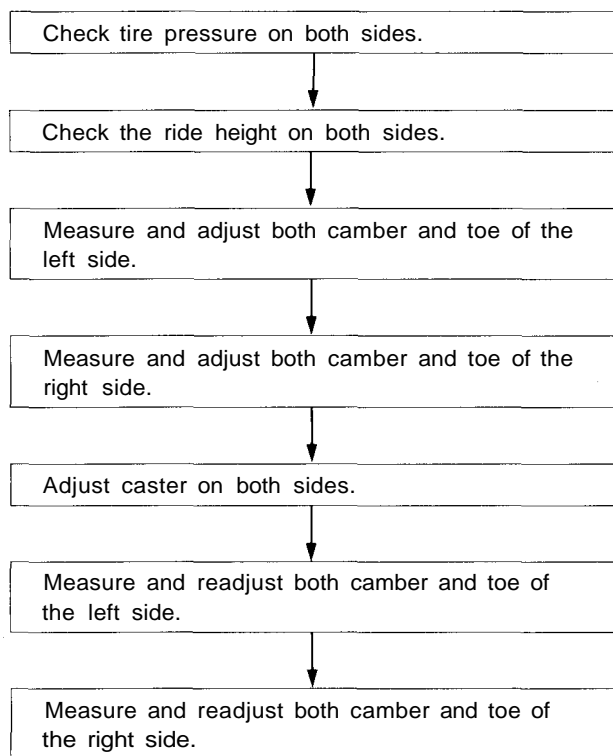 Check tire pressure on both sides.
Check the ride height on both sides.
Measure and adjust both camber and toe of the
left side.
Measure and adjust both camber and toe of the
right side.
Adjust caster on both sides.
Measure and readjust both camber and toe of
the left side.
Measure and readjust both camber and toe of
the right side.